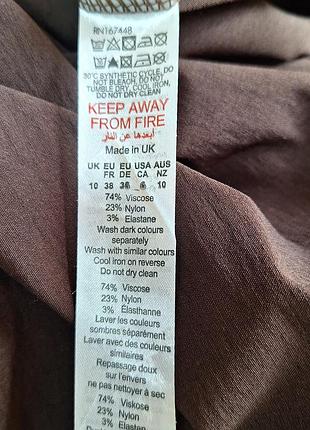 RN167448
30°C SYNTHETIC CYCLE, DO
NOT BLEACH, DO NOT
TUMBLE DRY, COOL IRON,
DO NOT DRY CLEAN
KEEP AWAY
FROM FIRE
أبعدها عن النار
Made in UK
UK EU EU USA AUS
FR DE CA NZ
10 38 36 6 10
74% Viscose
23% Nylon
3% Elastane
Wash dark colours
separately
Wash with similar colours
Cool iron on reverse
Do not dry clean
74% Viscose
23% Nylon
3% Élasthanne
Laver les couleurs
sombres séparément
Laver avec des couleurs
similaires
Repassage doux
sur l'envers
ne pas nettoyer à sec
74% Viskose
23% Nylon
3% Elastan